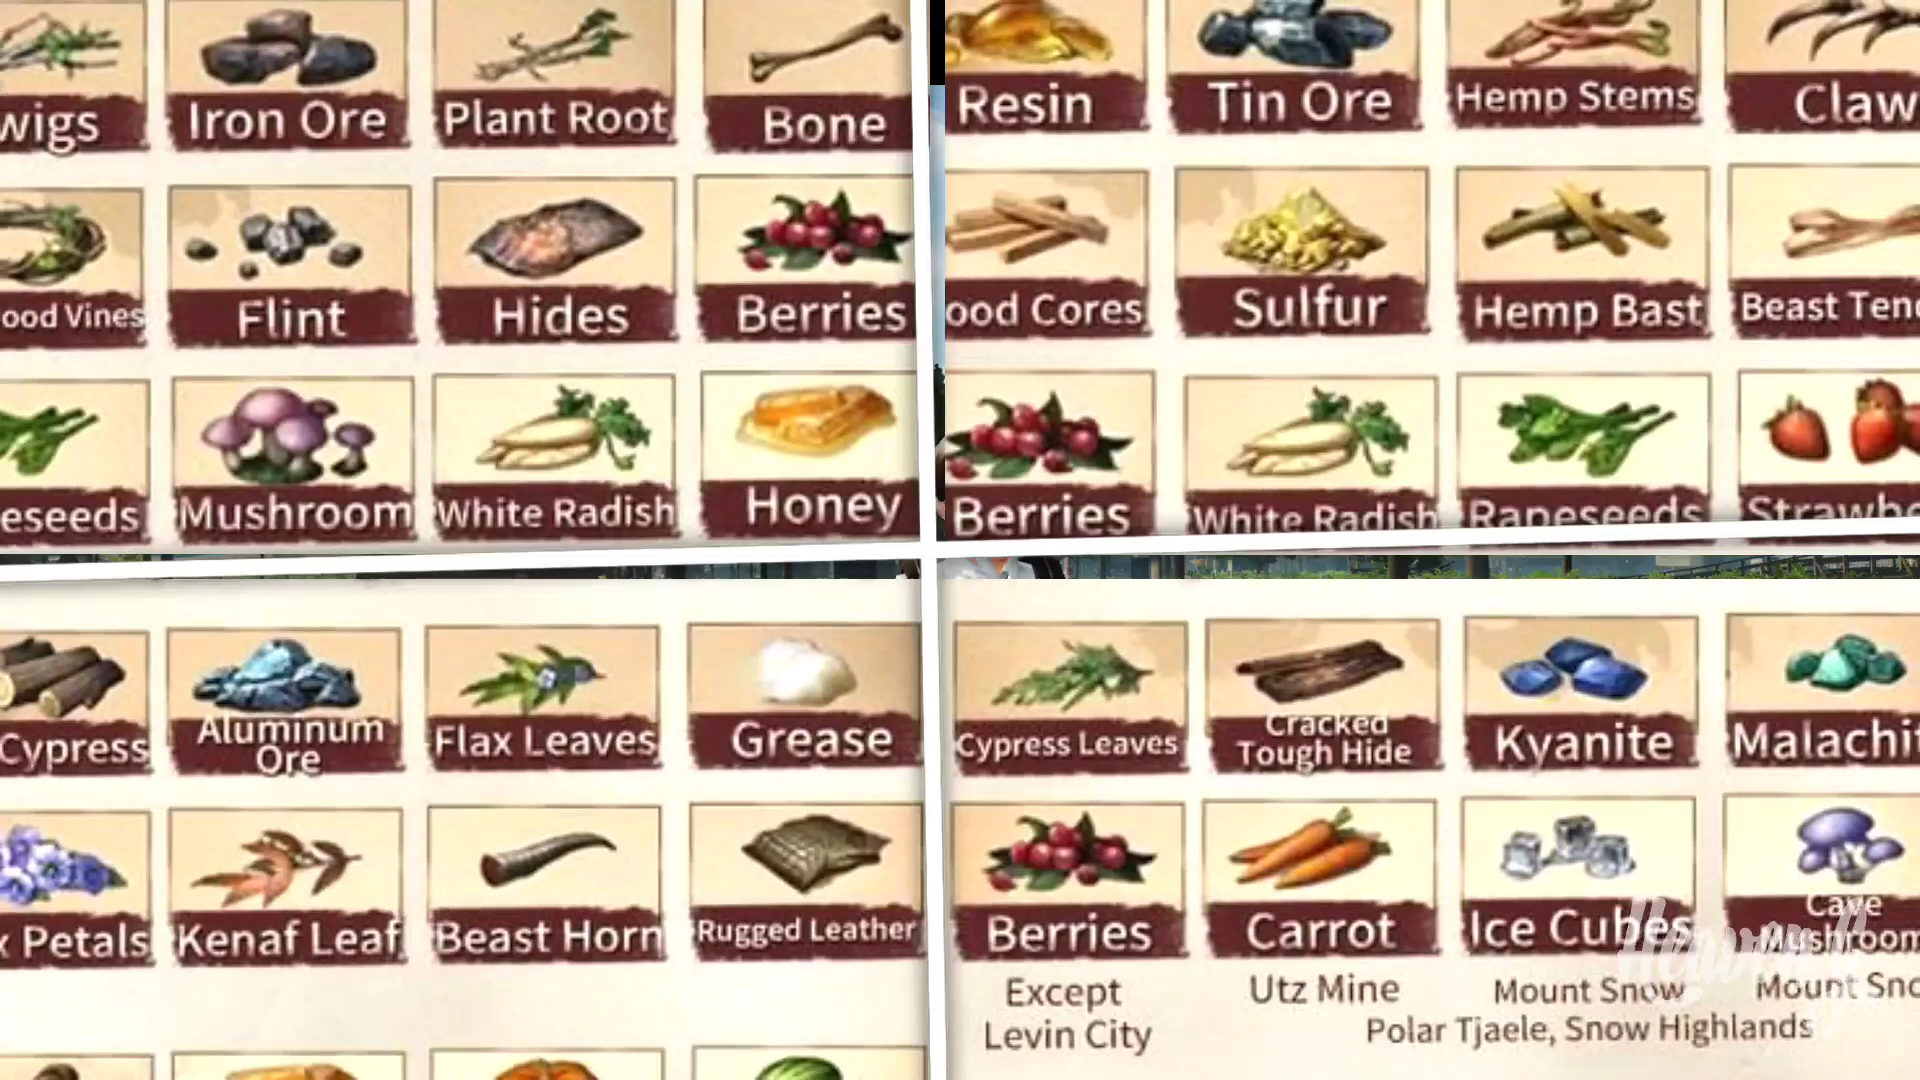 wigs
Iron Ore
Plant Root
Bone
ood Vines
Flint
Hides
Berries
eseeds
Mushroom
White Radish
Honey
Resin
Tin Ore
Hemp Stems
Claw
ood Cores
Sulfur
Hemp Bast
Beast Tend
Berries
White Radish
Rapeseeds
Strawbe
Cypress
Aluminum
Ore
Flax Leaves
Grease
x Petals
Kenaf Leaf
Beast Horn
Rugged Leather
Cypress Leaves
Cracked
Tough Hide
Kyanite
Malachit
Berries
Carrot
Ice Cubes
Cave
Mushroom
Except
Levin City
Utz Mine
Mount Snow
Mount Sno
Polar Tjaele, Snow Highlands